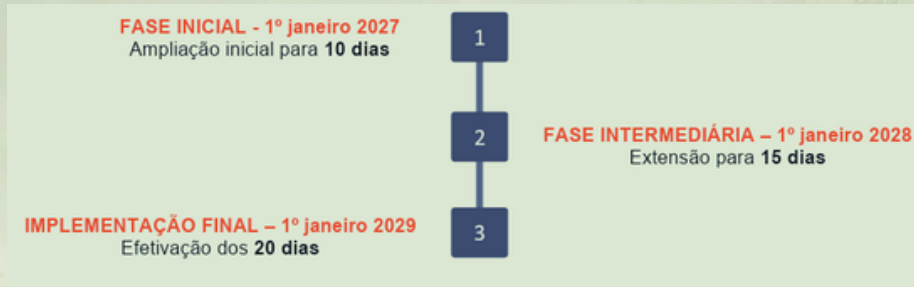 FASE INICIAL - 1º janeiro 2027
Ampliação inicial para 10 dias
1
2
FASE INTERMEDIÁRIA – 1º janeiro 2028
Extensão para 15 dias
IMPLEMENTAÇÃO FINAL – 1º janeiro 2029
Efetivação dos 20 dias
3